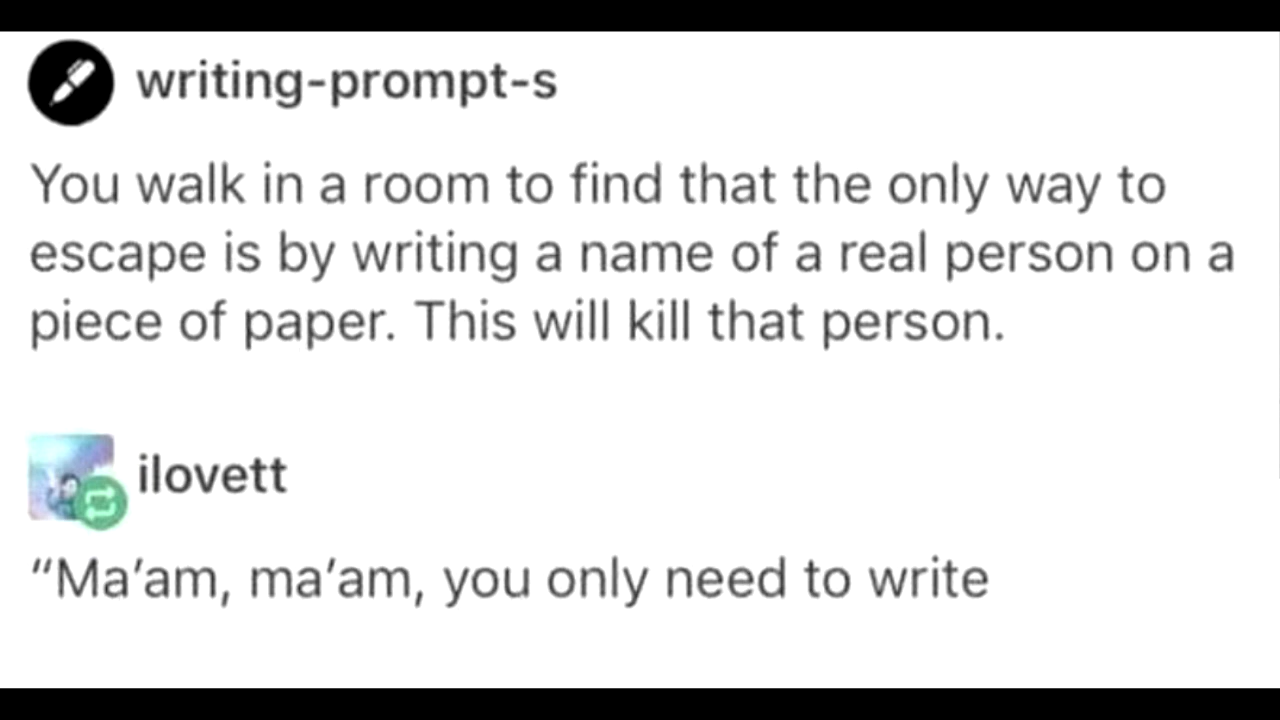 writing-prompt-s
You walk in a room to find that the only way to
escape is by writing a name of a real person on a
piece of paper. This will kill that person.
ilovett
“Ma’am, ma’am, you only need to write